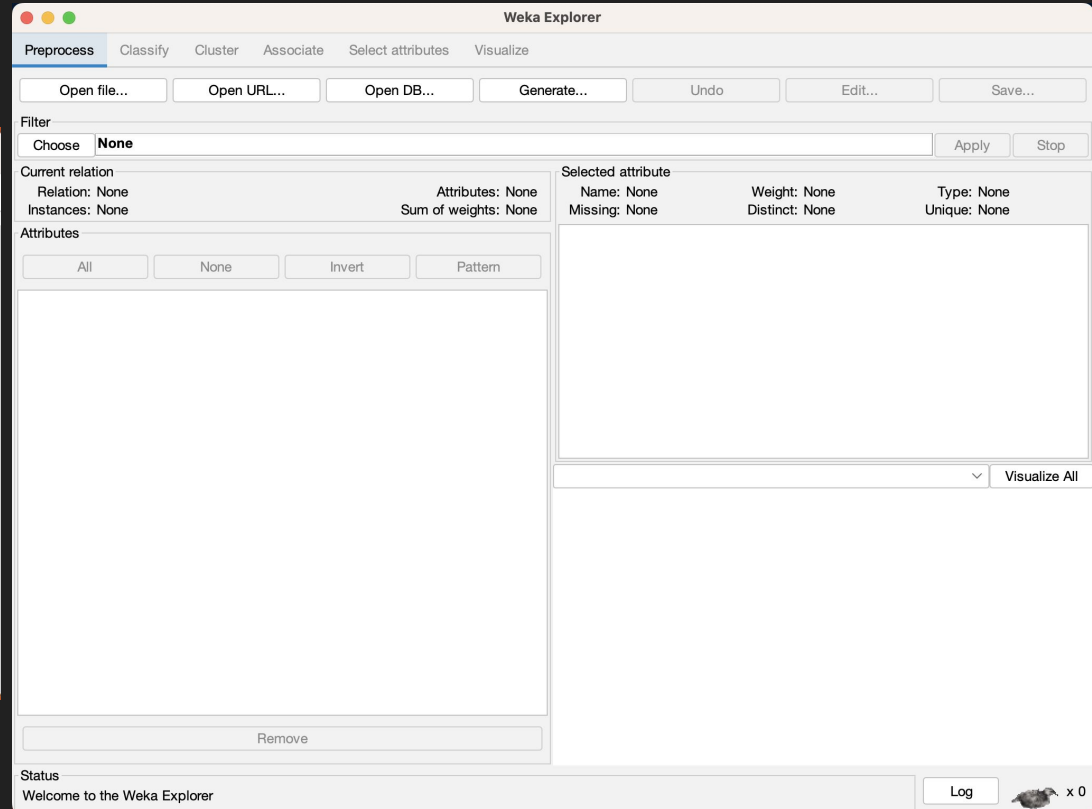 Weka Explorer
Preprocess Classify Cluster Associate Select attributes Visualize
Open file... Open URL... Open DB... Generate... Undo Edit... Save...
Filter
Choose None Apply Stop
Current relation
Relation: None Attributes: None
Instances: None Sum of weights: None
Selected attribute
Name: None Weight: None Type: None
Missing: None Distinct: None Unique: None
Attributes
All None Invert Pattern
Visualize All
Remove
Status
Welcome to the Weka Explorer
Log x 0